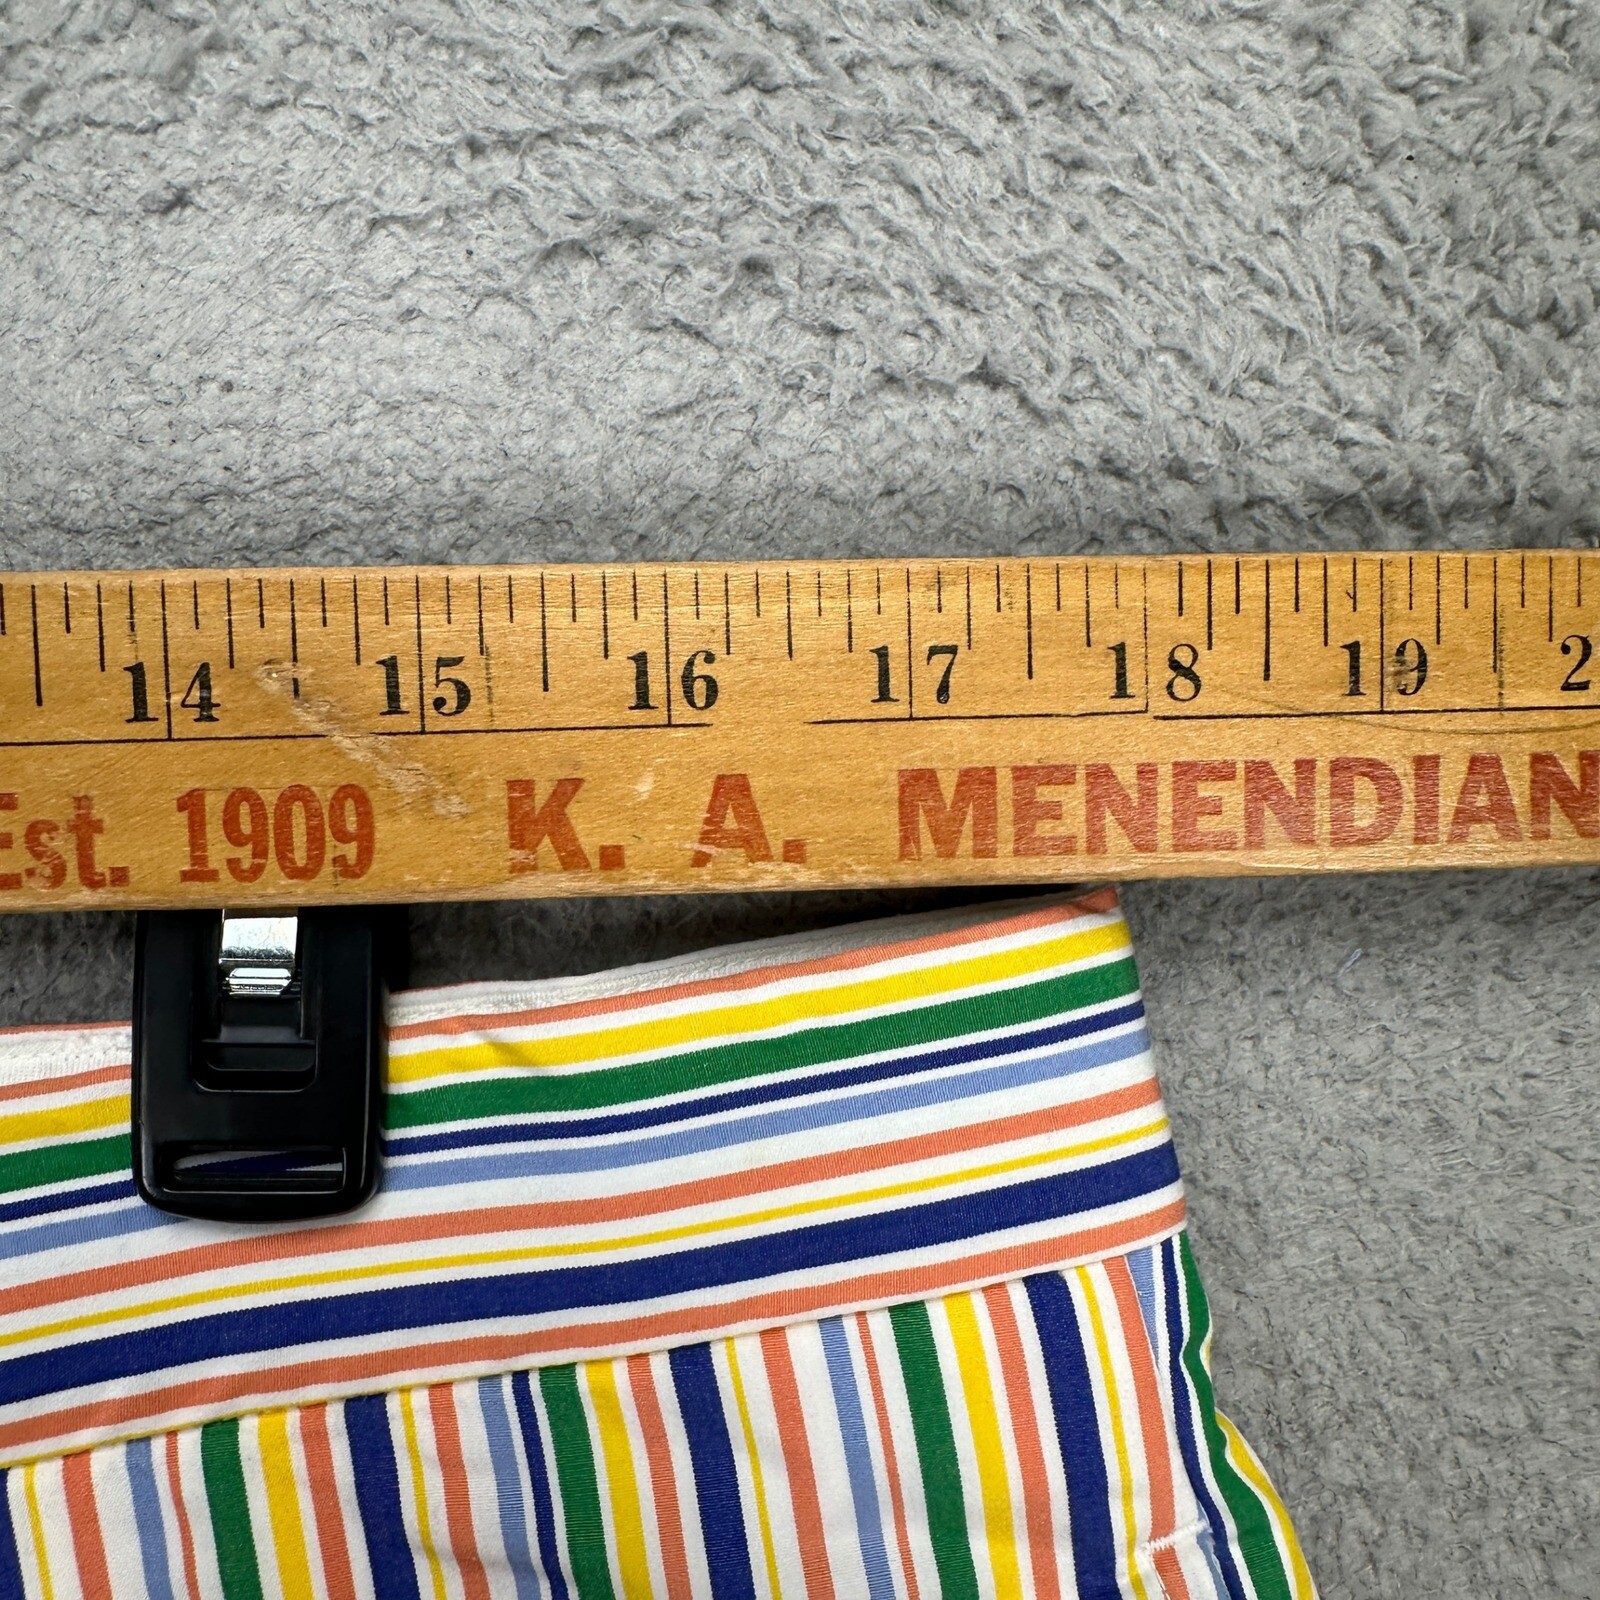 14 15 16 17 18 19 2
Est. 1909 K. A. MENENDIAN